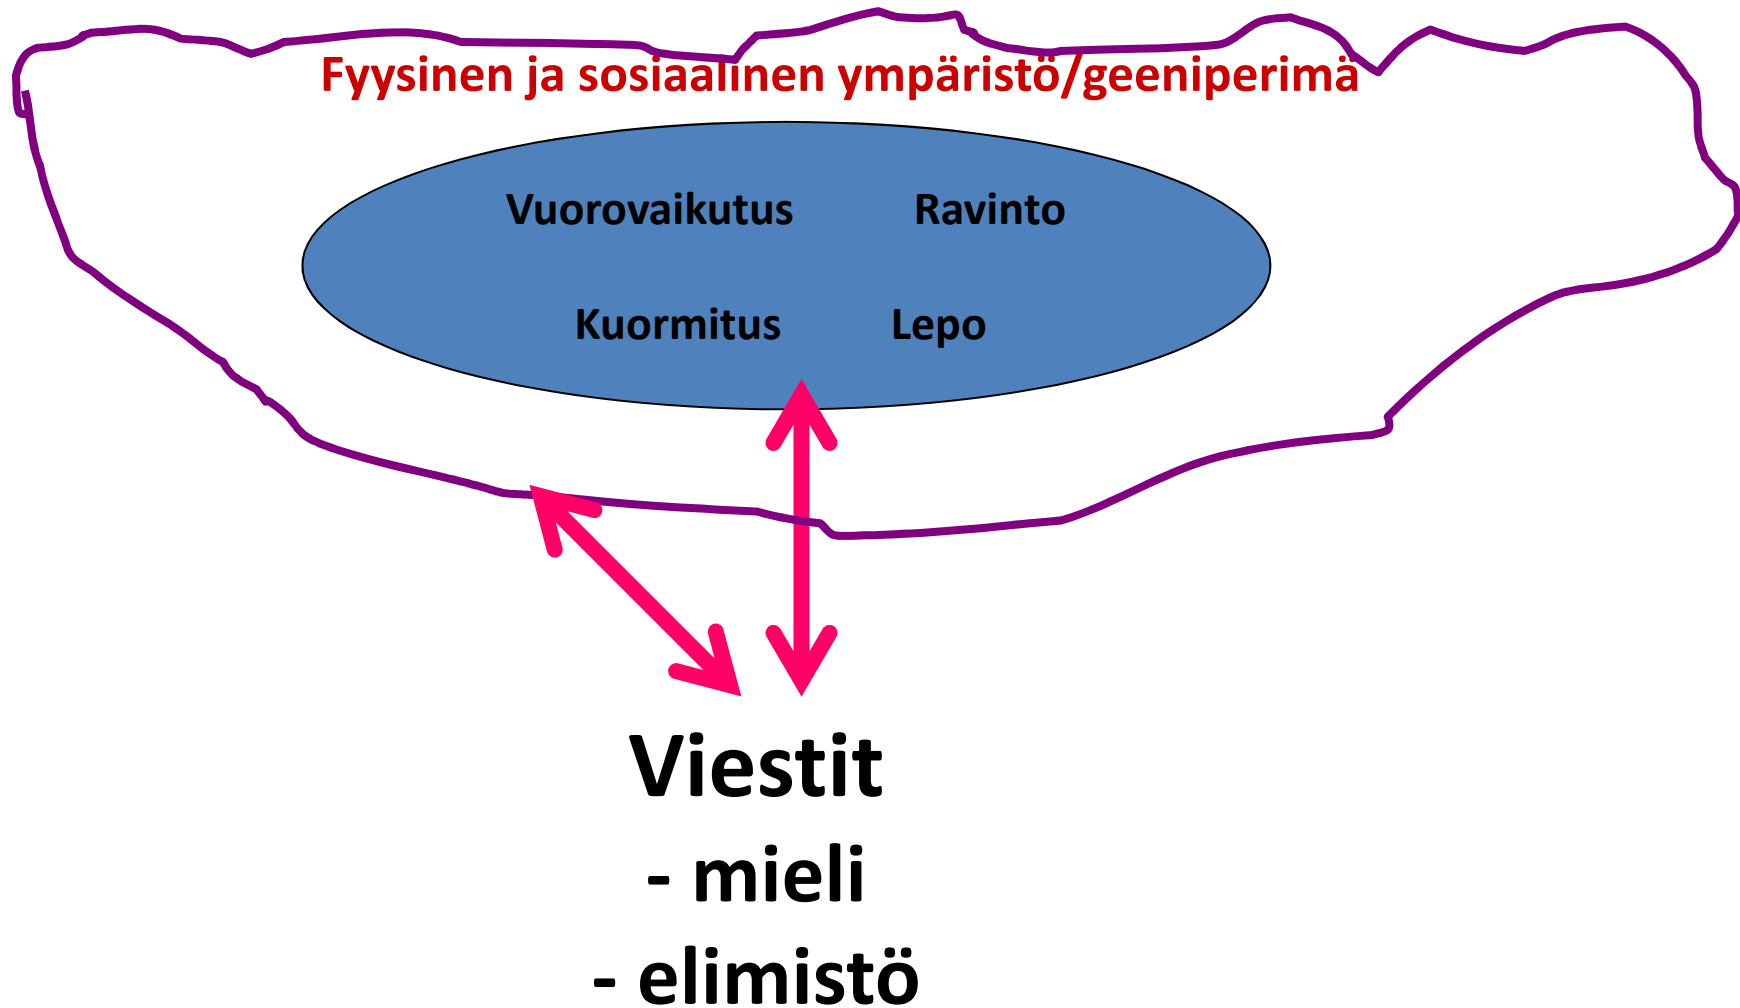 Fyysinen ja sosiaalinen ympäristö/geeniperimä
Vuorovaikutus Ravinto
Kuormitus Lepo
Viestit
- mieli
- elimistö